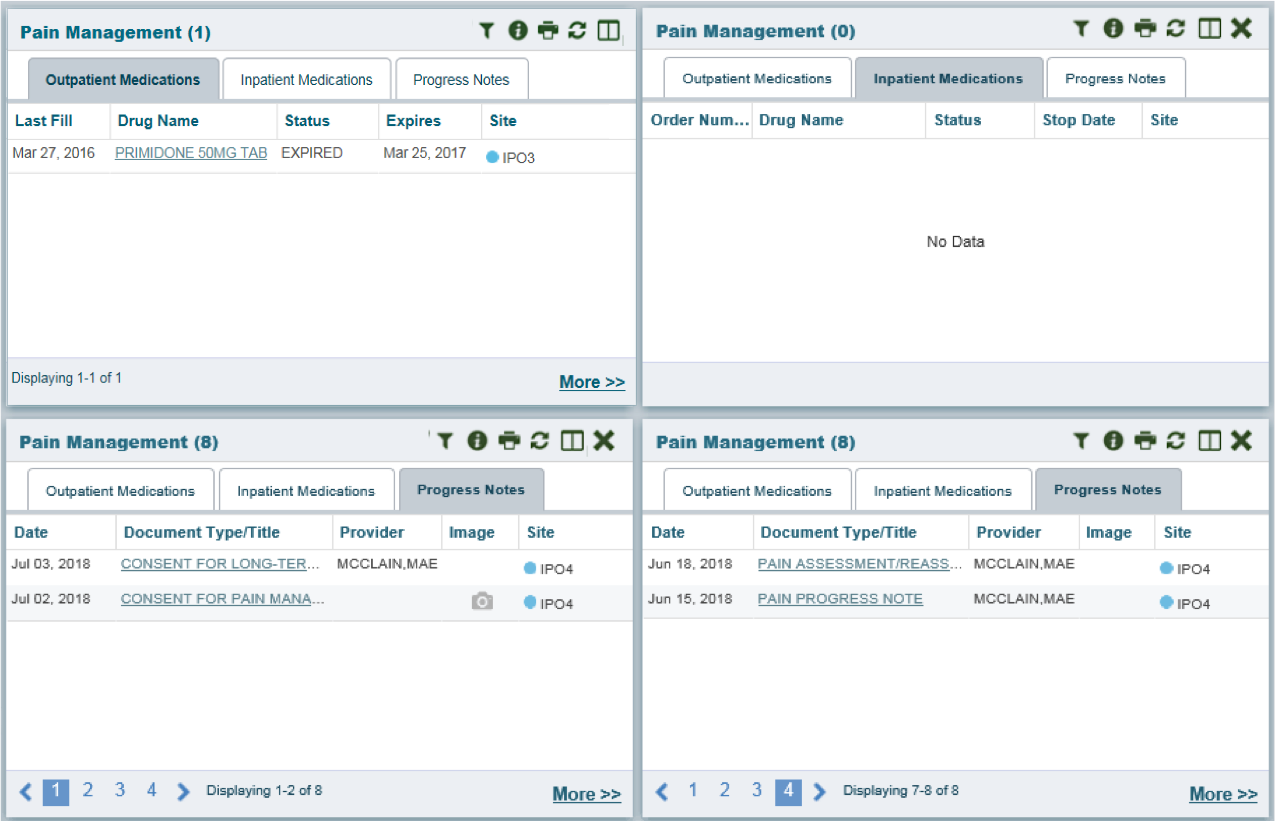 Pain Management (1)
Outpatient Medications Inpatient Medications Progress Notes
Last Fill Drug Name Status Expires Site
Mar 27, 2016 PRIMIDONE 50MG TAB EXPIRED Mar 25, 2017 IPO3
Displaying 1-1 of 1
More >>
Pain Management (0)
Outpatient Medications Inpatient Medications Progress Notes
Order Num... Drug Name Status Stop Date Site
No Data
Pain Management (8)
Outpatient Medications Inpatient Medications Progress Notes
Date Document Type/Title Provider Image Site
Jul 03, 2018 CONSENT FOR LONG-TER... MCCLAIN,MAE IPO4
Jul 02, 2018 CONSENT FOR PAIN MANA... IPO4
1 2 3 4 Displaying 1-2 of 8
More >>
Pain Management (8)
Outpatient Medications Inpatient Medications Progress Notes
Date Document Type/Title Provider Image Site
Jun 18, 2018 PAIN ASSESSMENT/REASS... MCCLAIN,MAE IPO4
Jun 15, 2018 PAIN PROGRESS NOTE MCCLAIN,MAE IPO4
1 2 3 4 Displaying 7-8 of 8
More >>